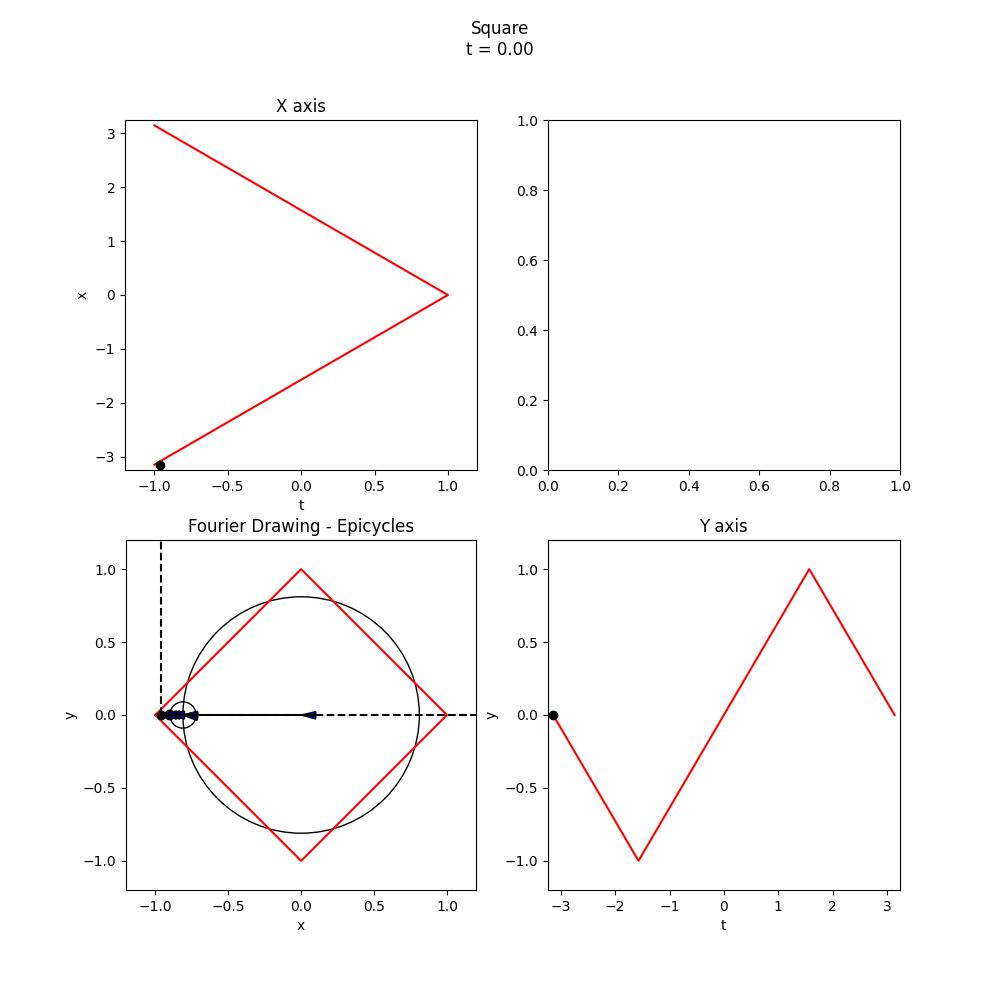 Square
t = 0.00
X axis
3
2
1
0
−1
−2
−3
x
−1.0 −0.5 0.0 0.5 1.0
t
1.0
0.8
0.6
0.4
0.2
0.0
0.0 0.2 0.4 0.6 0.8 1.0
Fourier Drawing - Epicycles
1.0
0.5
0.0
−0.5
−1.0
y
−1.0 −0.5 0.0 0.5 1.0
x
Y axis
1.0
0.5
0.0
−0.5
−1.0
y
−3 −2 −1 0 1 2 3
t